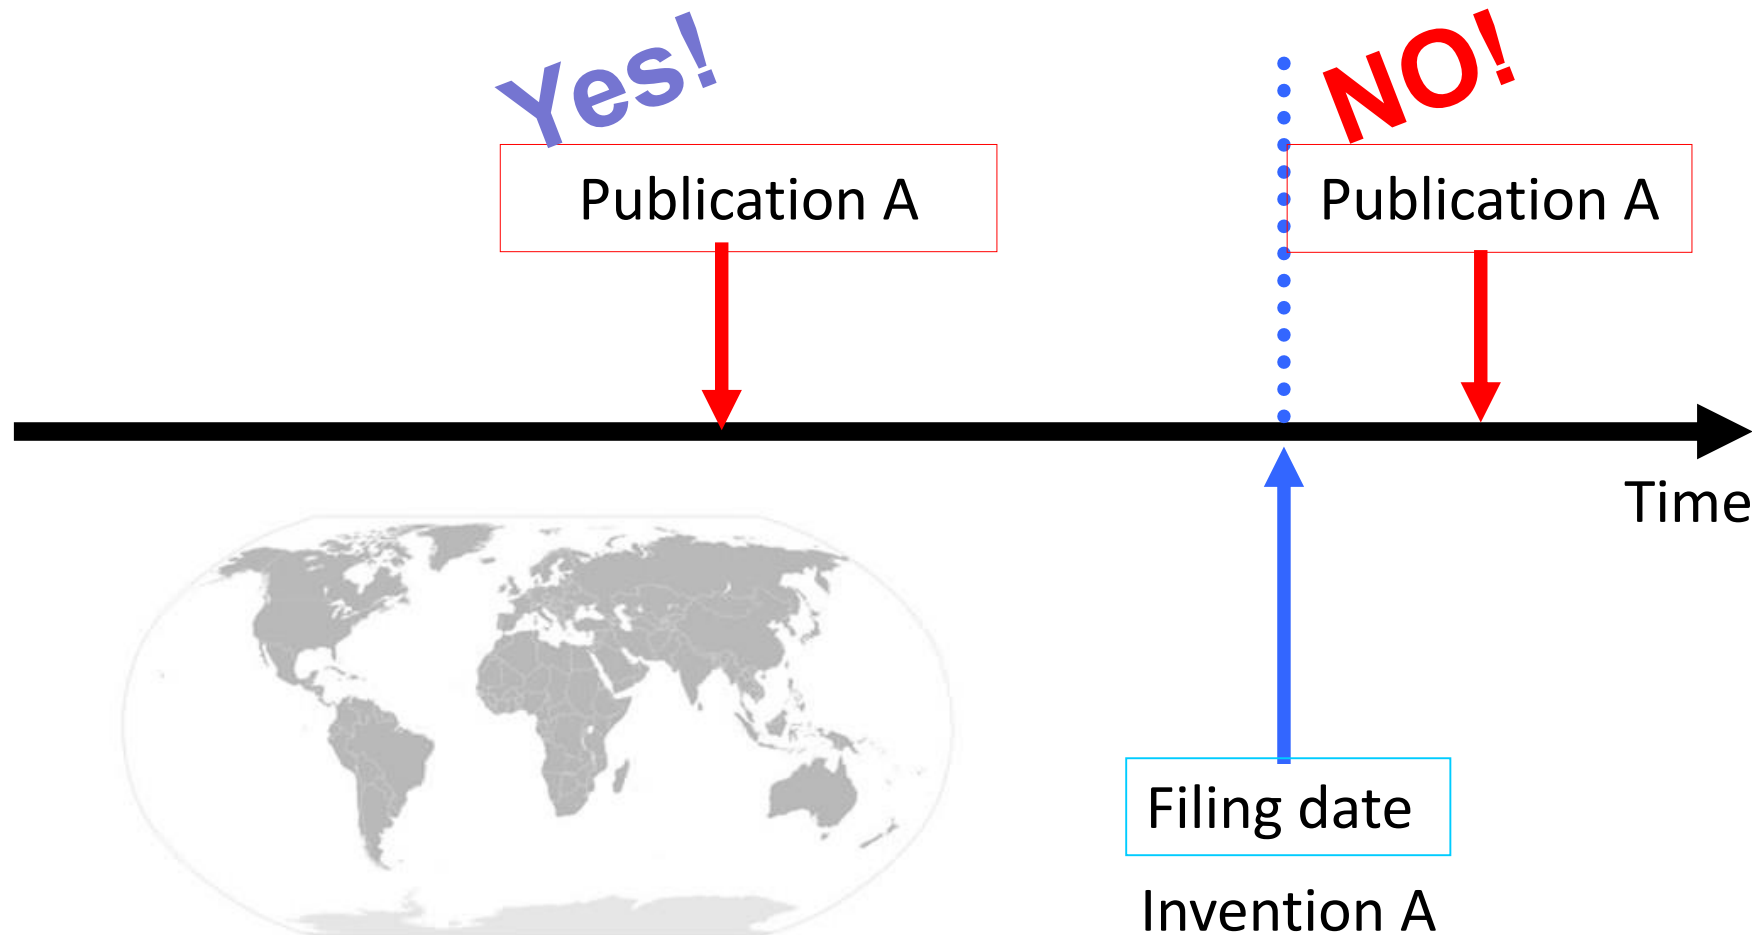 Yes!
NO!
Publication A
Publication A
Time
Filing date
Invention A